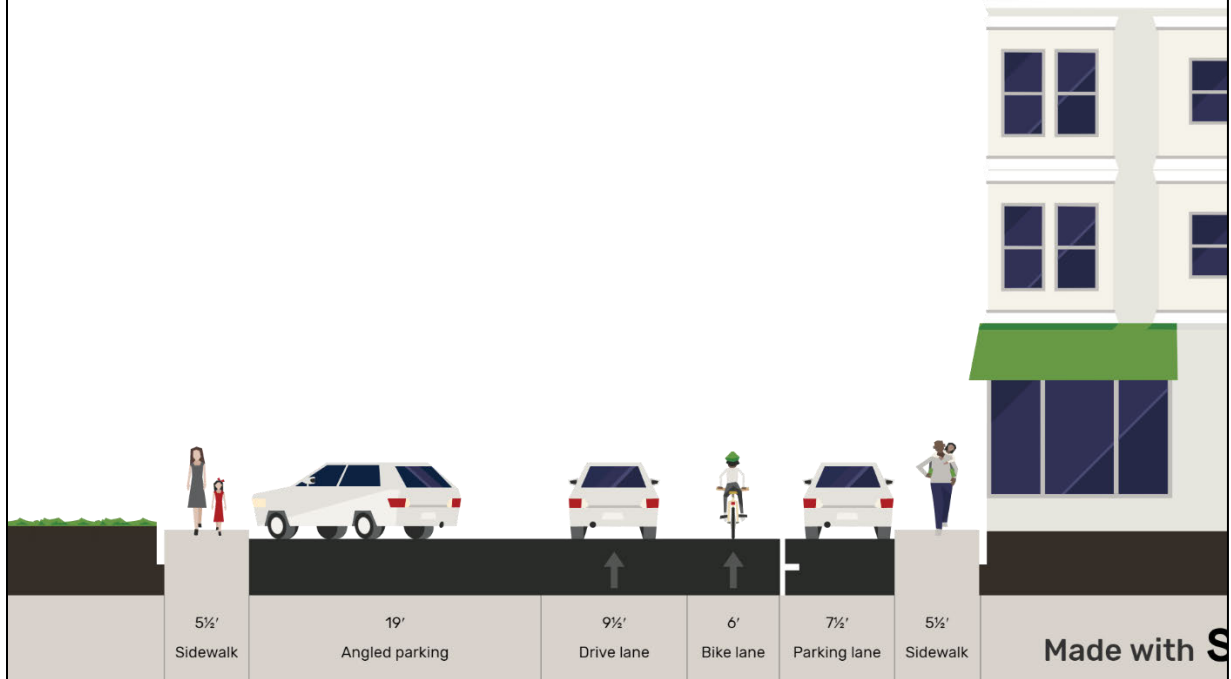 5½′ 19′ 9½′ 6′ 7½′ 5½′
Sidewalk Angled parking Drive lane Bike lane Parking lane Sidewalk
Made with S